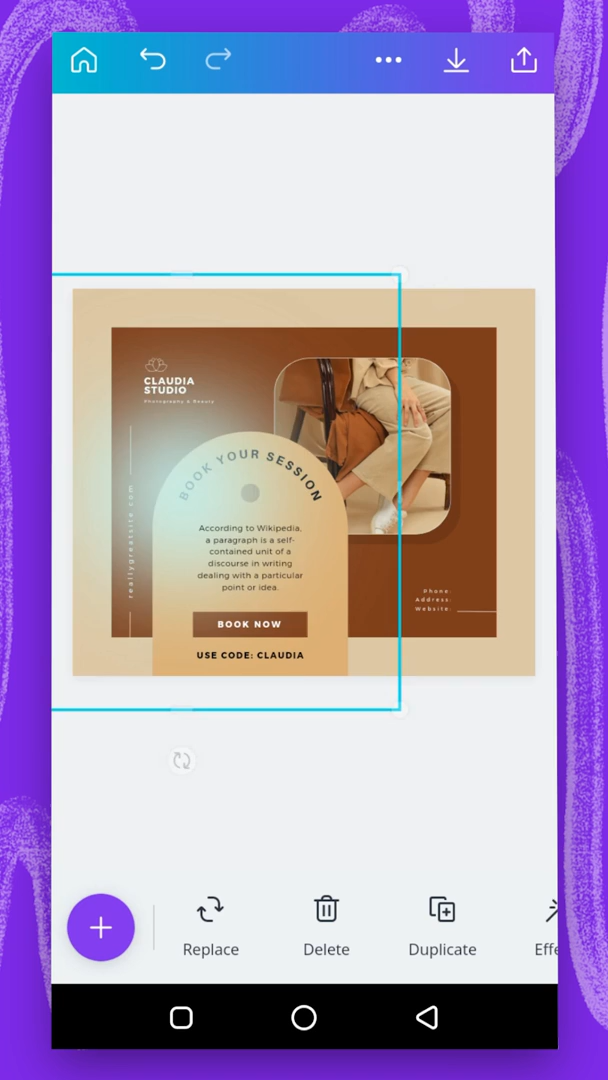 CLAUDIA
STUDIO
Photography & Beauty
reallygreatsite.com
BOOK YOUR SESSION
According to Wikipedia,
a paragraph is a self-
contained unit of a
discourse in writing
dealing with a particular
point or idea.
BOOK NOW
USE CODE: CLAUDIA
Phone:
Address:
Website:
Replace
Delete
Duplicate
Effe